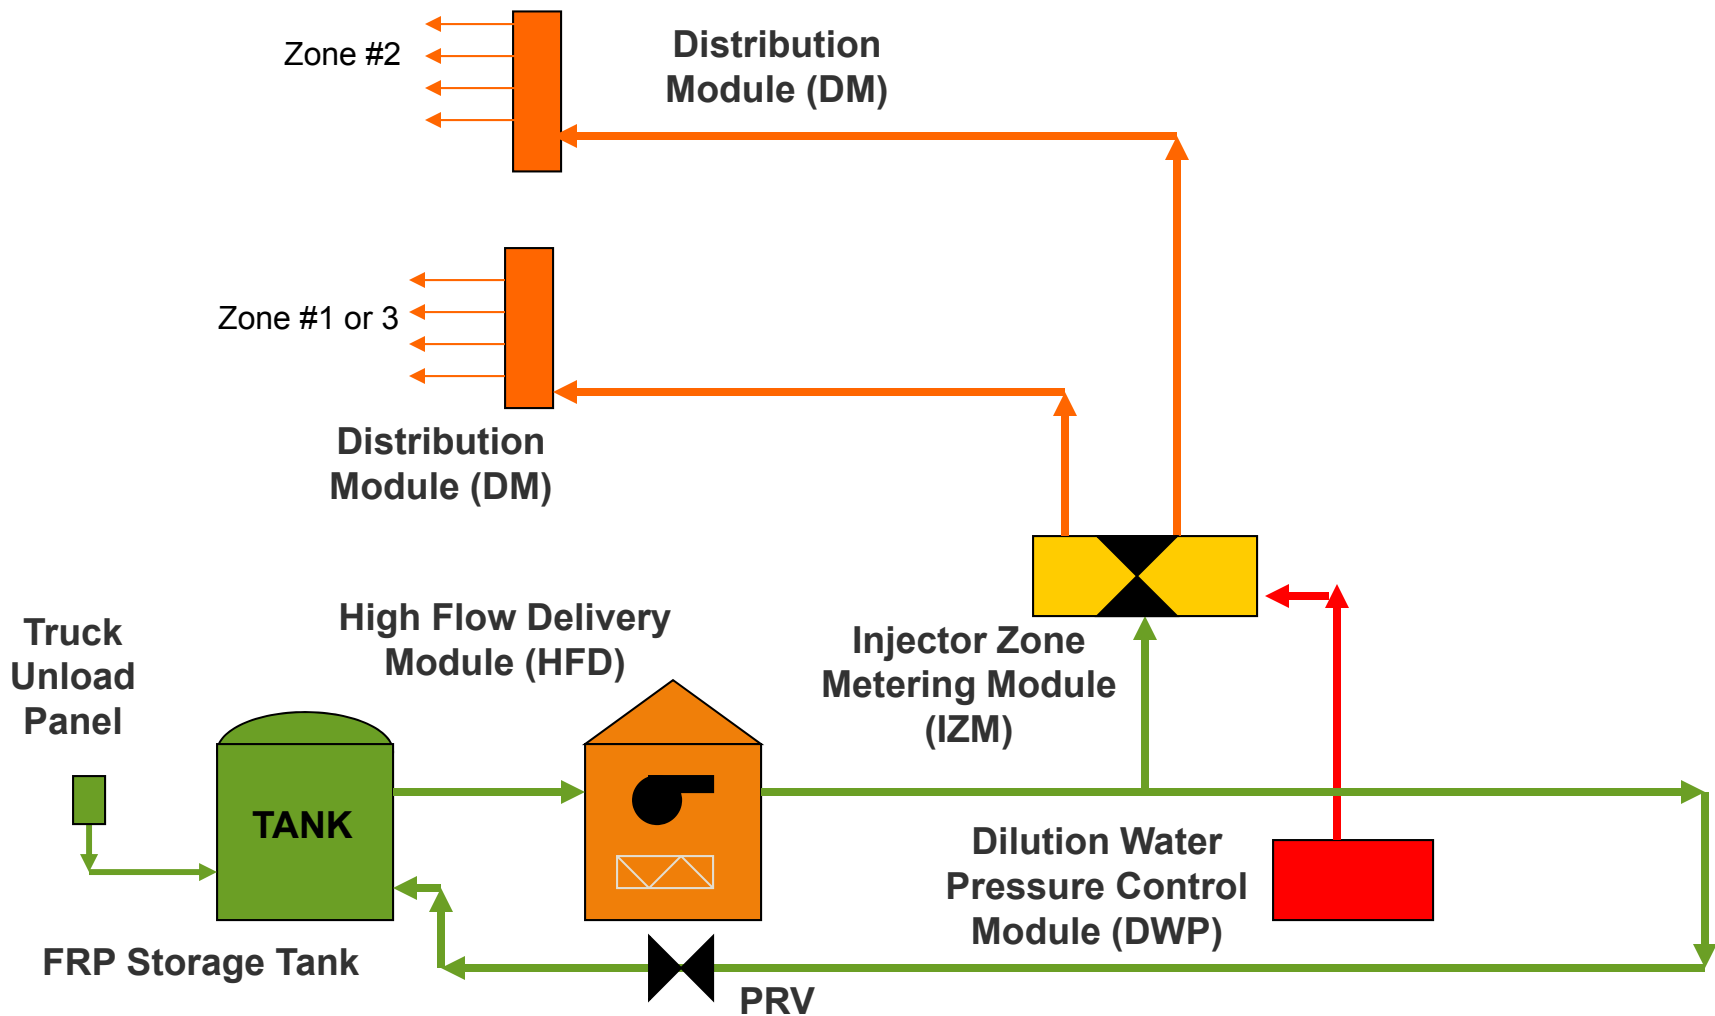 Zone #2
Distribution
Module (DM)
Zone #1 or 3
Distribution
Module (DM)
High Flow Delivery
Module (HFD)
Truck
Unload
Panel
Injector Zone
Metering Module
(IZM)
TANK
Dilution Water
Pressure Control
Module (DWP)
FRP Storage Tank
PRV